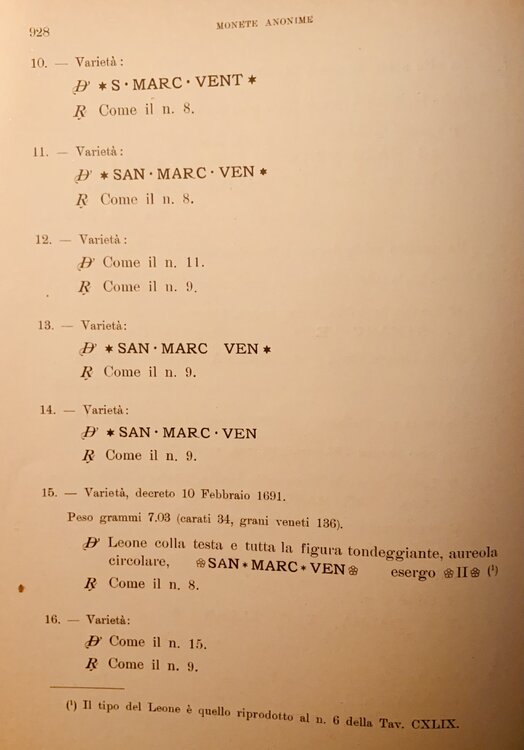 928
MONETE ANONIME
10. — Varietà:
D' ✶ S · MARC · VENT ✶
R Come il n. 8.
11. — Varietà:
D' ✶ SAN · MARC · VEN ✶
R Come il n. 8.
12. — Varietà:
D' Come il n. 11.
R Come il n. 9.
13. — Varietà:
D' ✶ SAN · MARC VEN ✶
R Come il n. 9.
14. — Varietà:
D' ✶ SAN · MARC · VEN
R Come il n. 9.
15. — Varietà, decreto 10 Febbraio 1691.
Peso grammi 7.03 (carati 34, grani veneti 136).
D' Leone colla testa e tutta la figura tondeggiante, aureola
circolare, ❀ SAN ✶ MARC ✶ VEN ❀ esergo ❀ II ❀ (¹)
R Come il n. 8.
16. — Varietà:
D' Come il n. 15.
R Come il n. 9.
(¹) Il tipo del Leone è quello riprodotto al n. 6 della Tav. CXLIX.